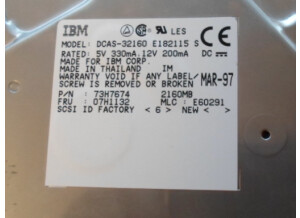 IBM LES CE
MODEL: DCAS-32160 E182115 S
RATED: 5V 330mA.12V 200mA DC
MADE FOR IBM CORP.
MADE IN THAILAND IM
WARRANTY VOID IF ANY LABEL/ MAR-97
SCREW IS REMOVED OR BROKEN
P/N : 73H7674 2160MB
FRU : 07H1132 MLC : E60291
SCSI ID FACTORY < 6 > NEW < >